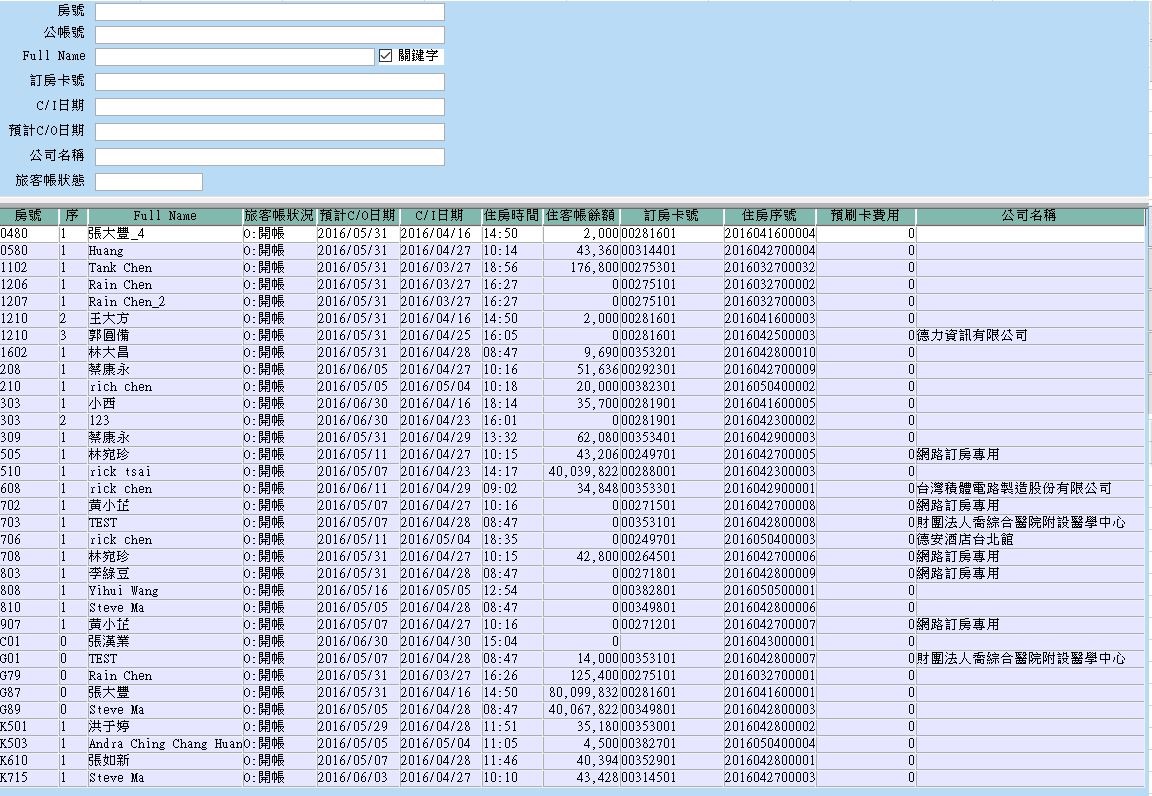 房號
公帳號
Full Name 關鍵字
訂房卡號
C/I日期
預計C/O日期
公司名稱
旅客帳狀態
房號 序 Full Name 旅客帳狀況 預計C/O日期 C/I日期 住房時間 住客帳餘額 訂房卡號 住房序號 預刷卡費用 公司名稱
0480 1 張大豐_4 O:開帳 2016/05/31 2016/04/16 14:50 2,000 00281601 2016041600004 0
0580 1 Huang O:開帳 2016/05/31 2016/04/27 10:14 43,360 00314401 2016042700004 0
1102 1 Tank Chen O:開帳 2016/05/31 2016/03/27 18:56 176,800 00275301 2016032700032 0
1206 1 Rain Chen O:開帳 2016/05/31 2016/03/27 16:27 0 00275101 2016032700002 0
1207 1 Rain Chen_2 O:開帳 2016/05/31 2016/03/27 16:27 0 00275101 2016032700003 0
1210 2 王大方 O:開帳 2016/05/31 2016/04/16 14:50 2,000 00281601 2016041600003 0
1210 3 郭圓備 O:開帳 2016/05/31 2016/04/25 16:05 0 00281601 2016042500003 0 德力資訊有限公司
1602 1 林大昌 O:開帳 2016/05/31 2016/04/28 08:47 9,690 00353201 2016042800010 0
208 1 蔡康永 O:開帳 2016/06/05 2016/04/27 10:16 51,636 00292301 2016042700009 0
210 1 rich chen O:開帳 2016/05/05 2016/05/04 10:18 20,000 00382301 2016050400002 0
303 1 小西 O:開帳 2016/06/30 2016/04/16 18:14 35,700 00281901 2016041600005 0
303 2 123 O:開帳 2016/06/30 2016/04/23 16:01 0 00281901 2016042300002 0
309 1 蔡康永 O:開帳 2016/05/31 2016/04/29 13:32 62,080 00353401 2016042900003 0
505 1 林宛珍 O:開帳 2016/05/11 2016/04/27 10:15 43,206 00249701 2016042700005 0 網路訂房專用
510 1 rick tsai O:開帳 2016/05/07 2016/04/23 14:17 40,039,822 00288001 2016042300003 0
608 1 rick chen O:開帳 2016/06/11 2016/04/29 09:02 34,848 00353301 2016042900001 0 台灣積體電路製造股份有限公司
702 1 黃小芷 O:開帳 2016/05/07 2016/04/27 10:16 0 00271501 2016042700008 0 網路訂房專用
703 1 TEST O:開帳 2016/05/07 2016/04/28 08:47 0 00353101 2016042800008 0 財團法人喬綜合醫院附設醫學中心
706 1 rick chen O:開帳 2016/05/11 2016/05/04 18:35 0 00249701 2016050400003 0 德安酒店台北館
708 1 林宛珍 O:開帳 2016/05/31 2016/04/27 10:15 42,800 00264501 2016042700006 0 網路訂房專用
803 1 李綠豆 O:開帳 2016/05/31 2016/04/28 08:47 0 00271801 2016042800009 0 網路訂房專用
808 1 Yihui Wang O:開帳 2016/05/16 2016/05/05 12:54 0 00382801 2016050500001 0
810 1 Steve Ma O:開帳 2016/05/05 2016/04/28 08:47 0 00349801 2016042800006 0
907 1 黃小芷 O:開帳 2016/05/07 2016/04/27 10:16 0 00271201 2016042700007 0 網路訂房專用
C01 0 張漢業 O:開帳 2016/06/30 2016/04/30 15:04 0 2016043000001 0
G01 0 TEST O:開帳 2016/05/07 2016/04/28 08:47 14,000 00353101 2016042800007 0 財團法人喬綜合醫院附設醫學中心
G79 0 Rain Chen O:開帳 2016/05/31 2016/03/27 16:26 125,400 00275101 2016032700001 0
G87 0 張大豐 O:開帳 2016/05/31 2016/04/16 14:50 80,099,832 00281601 2016041600001 0
G89 0 Steve Ma O:開帳 2016/05/05 2016/04/28 08:47 40,067,822 00349801 2016042800003 0
K501 1 洪于婷 O:開帳 2016/05/29 2016/04/28 11:51 35,180 00353001 2016042800002 0
K503 1 Andra Ching Chang Huan O:開帳 2016/05/05 2016/05/04 11:05 4,500 00382701 2016050400004 0
K610 1 張如新 O:開帳 2016/05/07 2016/04/28 11:46 40,394 00352901 2016042800001 0
K715 1 Steve Ma O:開帳 2016/06/03 2016/04/27 10:10 43,428 00314501 2016042700003 0